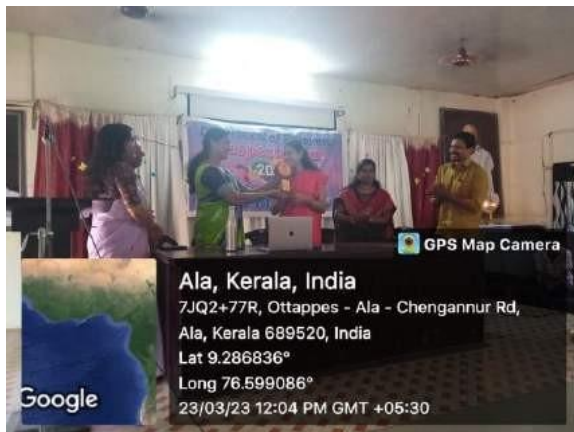 GPS Map Camera
Ala, Kerala, India
7JQ2+77R, Ottappes - Ala - Chengannur Rd,
Ala, Kerala 689520, India
Lat 9.286836°
Long 76.599086°
23/03/23 12:04 PM GMT +05:30
Google